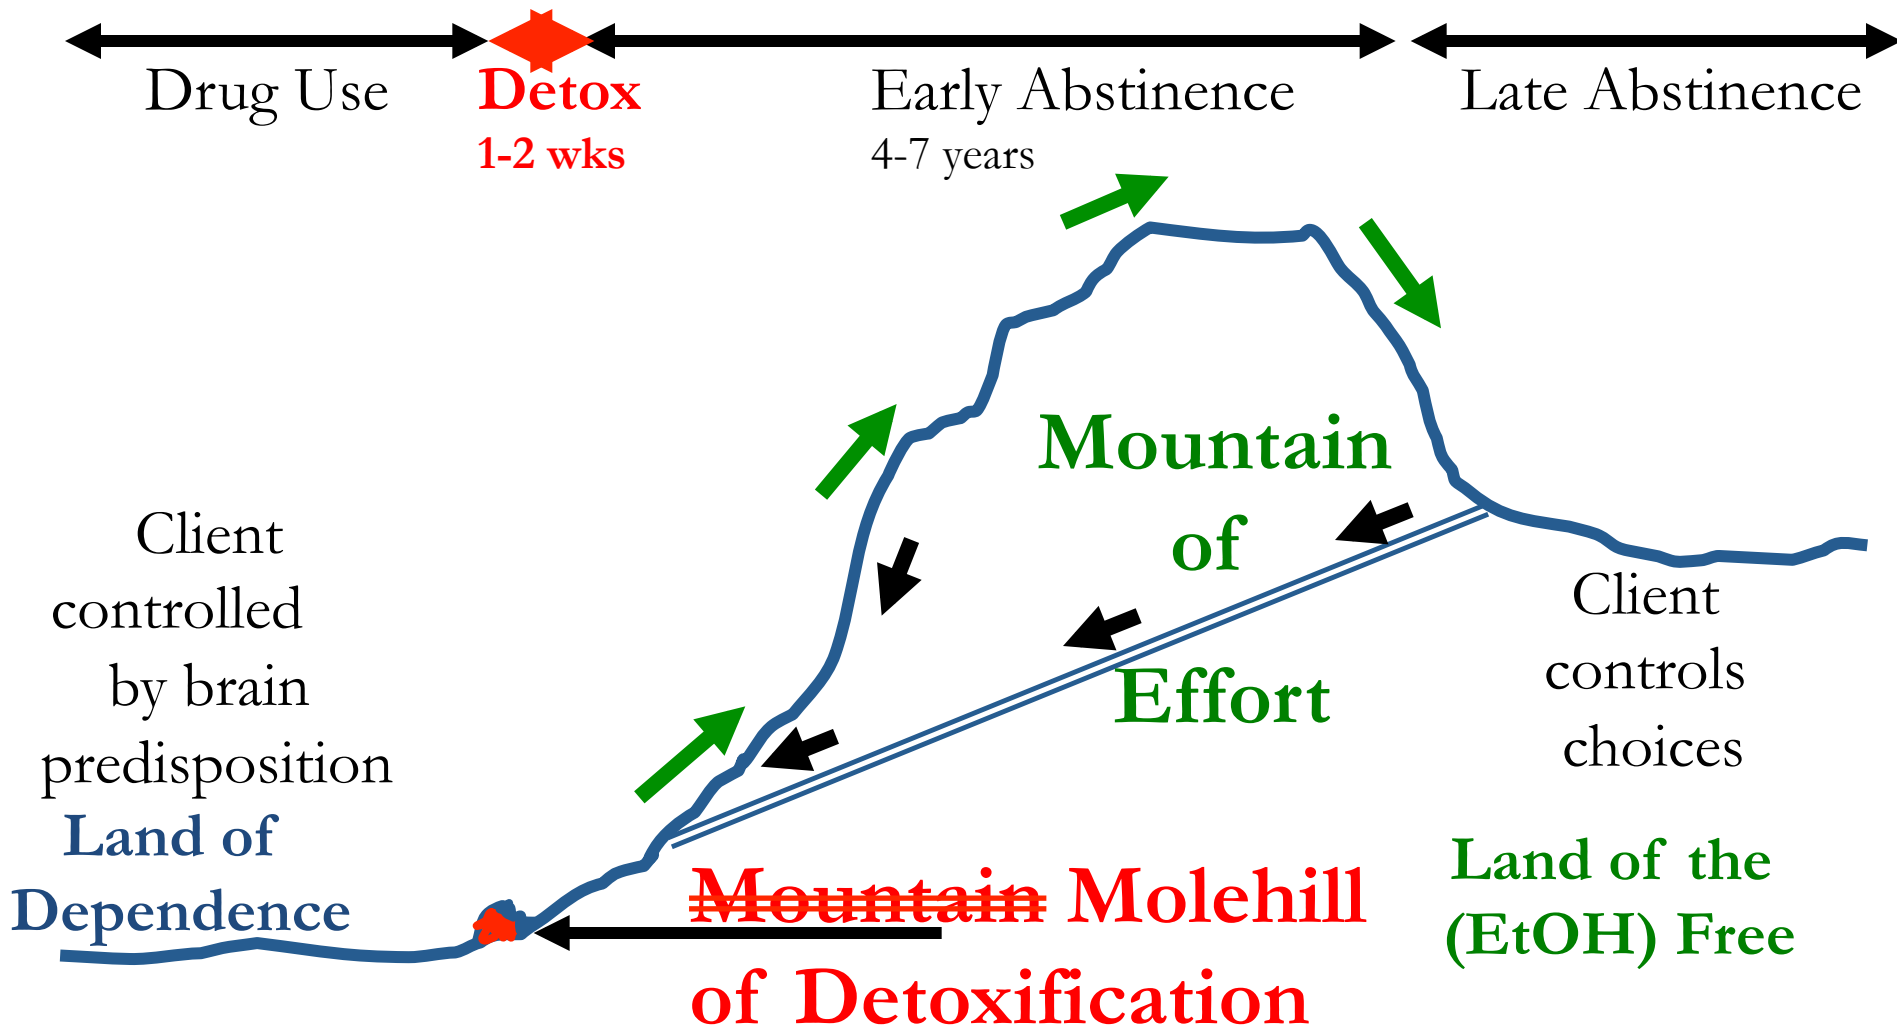 Drug Use
Detox
1-2 wks
Early Abstinence
4-7 years
Late Abstinence
Mountain
of
Effort
Client
controlled
by brain
predisposition
Land of
Dependence
Client
controls
choices
Land of the
(EtOH) Free
Mountain Molehill
of Detoxification